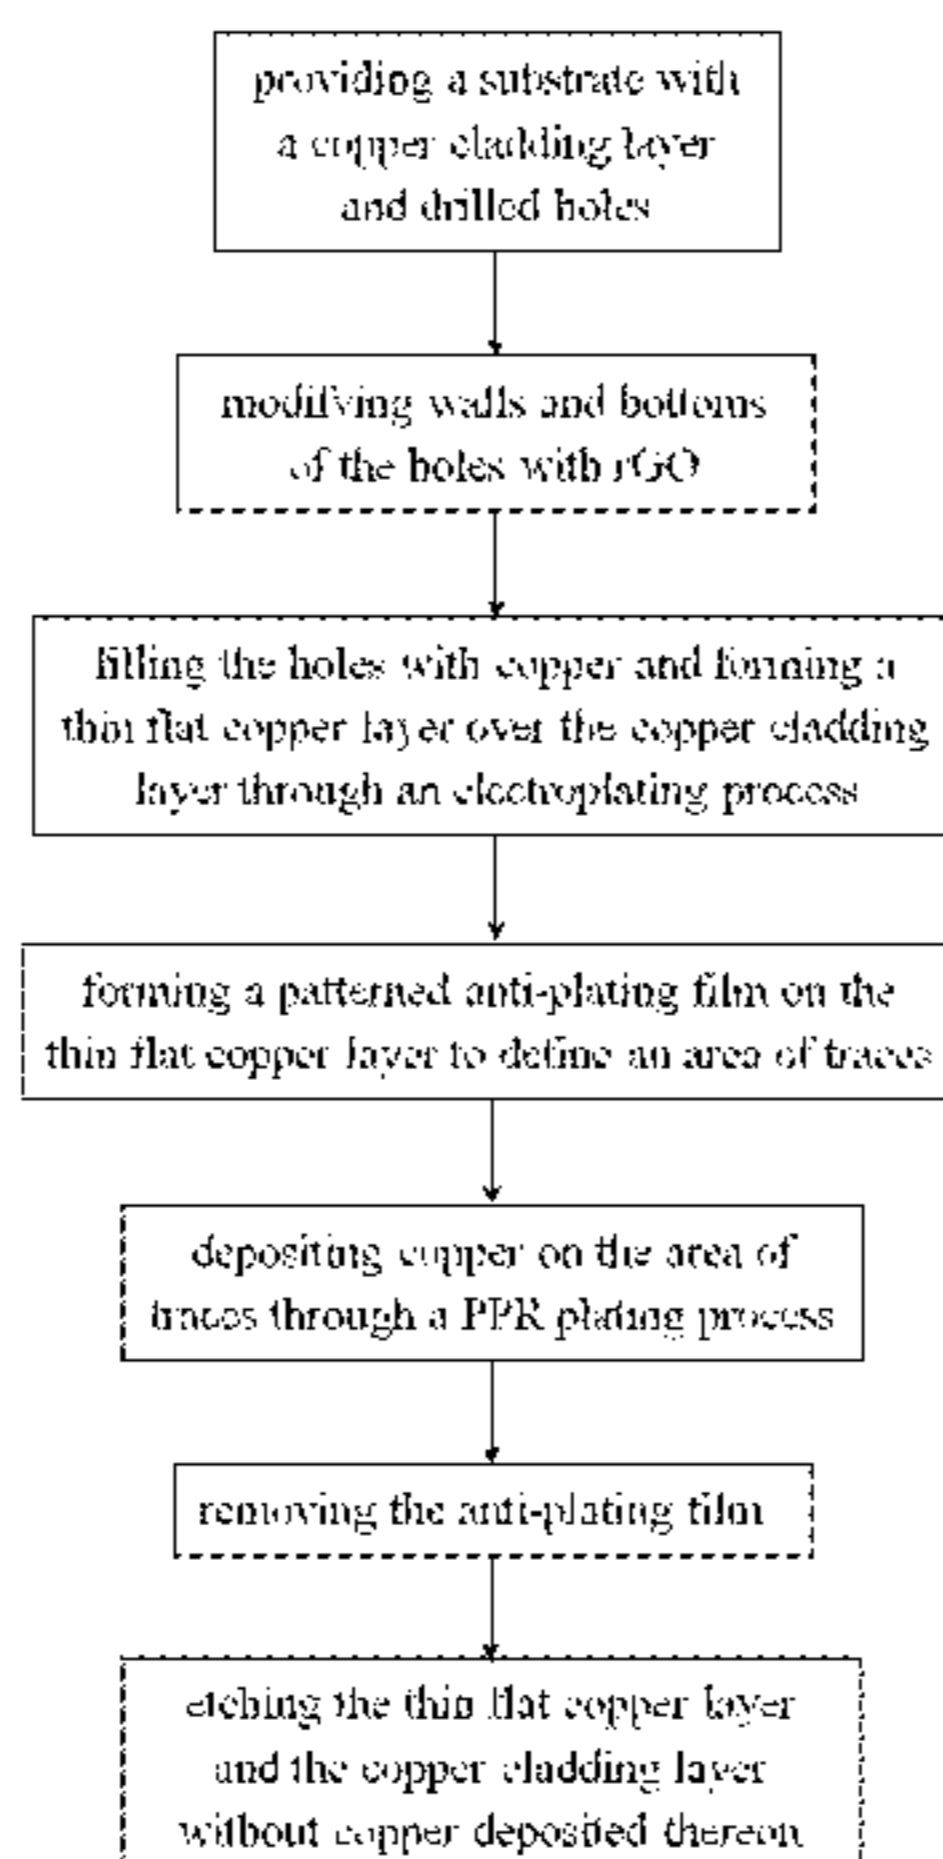 providing a substrate with
a copper cladding layer
and drilled holes
modifying walls and bottoms
of the holes with rGO
filling the holes with copper and forming a
thin flat copper layer over the copper cladding
layer through an electroplating process
forming a patterned anti-plating film on the
thin flat copper layer to define an area of traces
depositing copper on the area of
traces through a PPR plating process
removing the anti-plating film
etching the thin flat copper layer
and the copper cladding layer
without copper deposited thereon